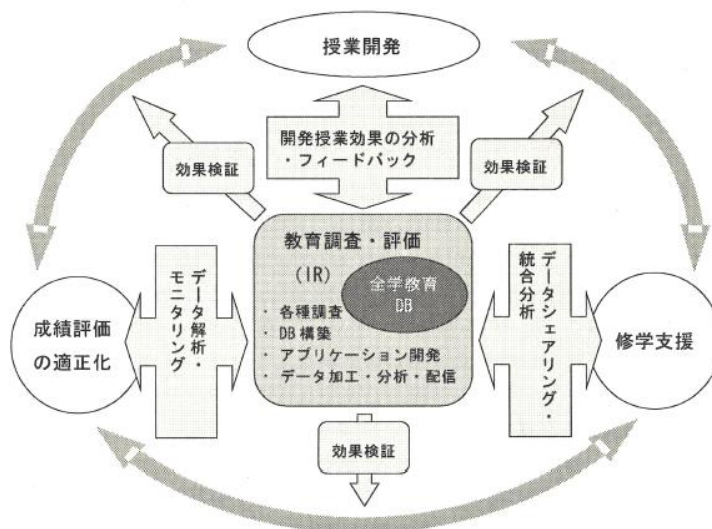 授業開発
開発授業効果の分析
・フィードバック
効果検証
効果検証
教育調査・評価
(IR)
全学教育
DB
・ 各種調査
・ DB構築
・ アプリケーション開発
・ データ加工・分析・配信
データ解析・
モニタリング
成績評価
の適正化
データシェアリング・
統合分析
修学支援
効果検証